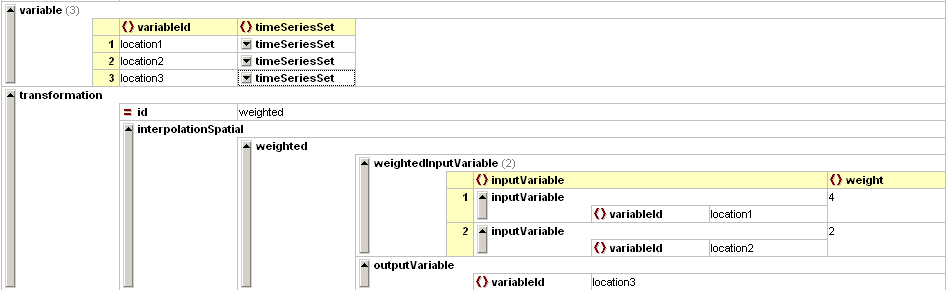 variable (3)
variableId timeSeriesSet
1 location1 timeSeriesSet
2 location2 timeSeriesSet
3 location3 timeSeriesSet
transformation
= id weighted
interpolationSpatial
weighted
weightedInputVariable (2)
inputVariable weight
1 inputVariable 4
variableId location1
2 inputVariable 2
variableId location2
outputVariable
variableId location3